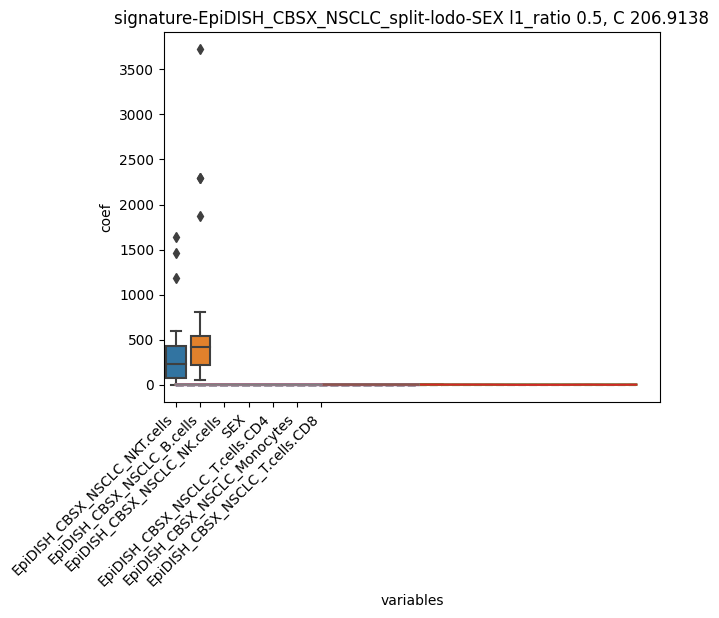 signature-EpiDISH_CBSX_NSCLC_split-lodo-SEX l1_ratio 0.5, C 206.9138
3500
3000
2500
2000
1500
1000
500
0
coef
EpiDISH_CBSX_NSCLC_NKT.cells
EpiDISH_CBSX_NSCLC_B.cells
EpiDISH_CBSX_NSCLC_NK.cells
SEX
EpiDISH_CBSX_NSCLC_T.cells.CD4
EpiDISH_CBSX_NSCLC_Monocytes
EpiDISH_CBSX_NSCLC_T.cells.CD8
variables